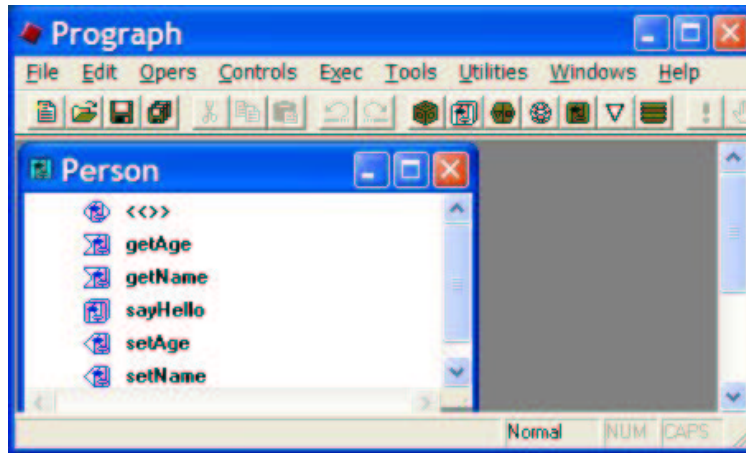 Prograph
File Edit Opers Controls Exec Tools Utilities Windows Help
Person
<<>>
getAge
getName
sayHello
setAge
setName
Normal NUM CAPS